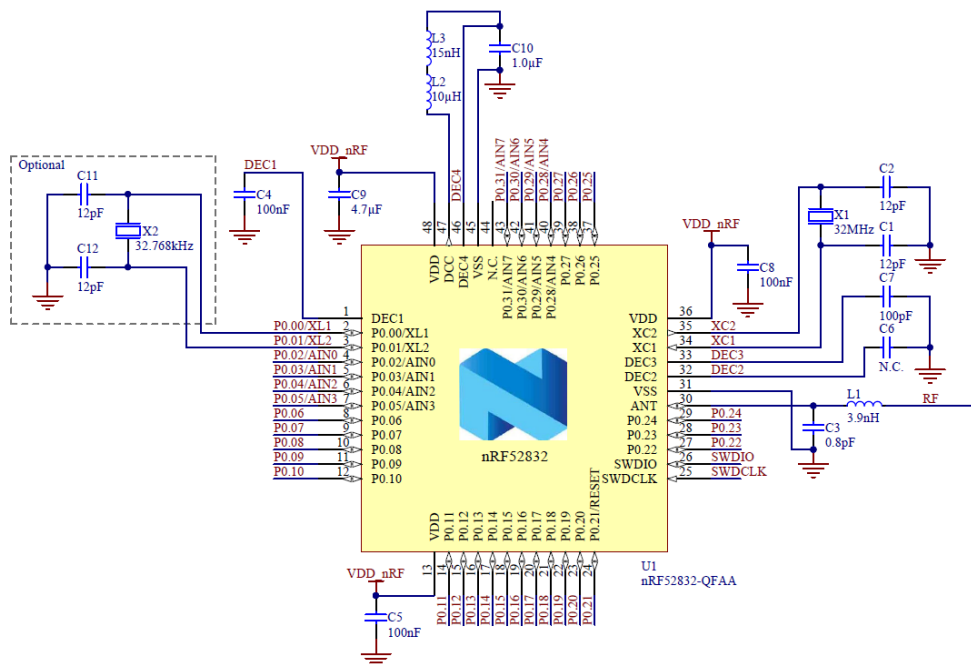 L3
15nH
L2
10µH
C10
1.0µF
Optional
C11
12pF
X2
32.768kHz
C12
12pF
DEC1
C4
100nF
VDD_nRF
C9
4.7µF
DEC4
P0.31/AIN7
P0.30/AIN6
P0.29/AIN5
P0.28/AIN4
P0.27
P0.26
P0.25
48
47
46
45
44
43
42
41
40
39
38
37
VDD
DCC
DEC4
VSS
N.C.
P0.31/AIN7
P0.30/AIN6
P0.29/AIN5
P0.28/AIN4
P0.27
P0.26
P0.25
C2
12pF
X1
32MHz
C1
12pF
VDD_nRF
C8
100nF
C7
100pF
C6
N.C.
1 DEC1
P0.00/XL1 2 P0.00/XL1
P0.01/XL2 3 P0.01/XL2
P0.02/AIN0 4 P0.02/AIN0
P0.03/AIN1 5 P0.03/AIN1
P0.04/AIN2 6 P0.04/AIN2
P0.05/AIN3 7 P0.05/AIN3
P0.06 8 P0.06
P0.07 9 P0.07
P0.08 10 P0.08
P0.09 11 P0.09
P0.10 12 P0.10
nRF52832
VDD 36
XC2 35 XC2
XC1 34 XC1
DEC3 33 DEC3
DEC2 32 DEC2
VSS 31
ANT 30
P0.24 29 P0.24
P0.23 28 P0.23
P0.22 27 P0.22
SWDIO 26 SWDIO
SWDCLK 25 SWDCLK
L1
3.9nH
RF
C3
0.8pF
VDD
P0.11
P0.12
P0.13
P0.14
P0.15
P0.16
P0.17
P0.18
P0.19
P0.20
P0.21/RESET
13
14
15
16
17
18
19
20
21
22
23
24
P0.11
P0.12
P0.13
P0.14
P0.15
P0.16
P0.17
P0.18
P0.19
P0.20
P0.21
VDD_nRF
C5
100nF
U1
nRF52832-QFAA